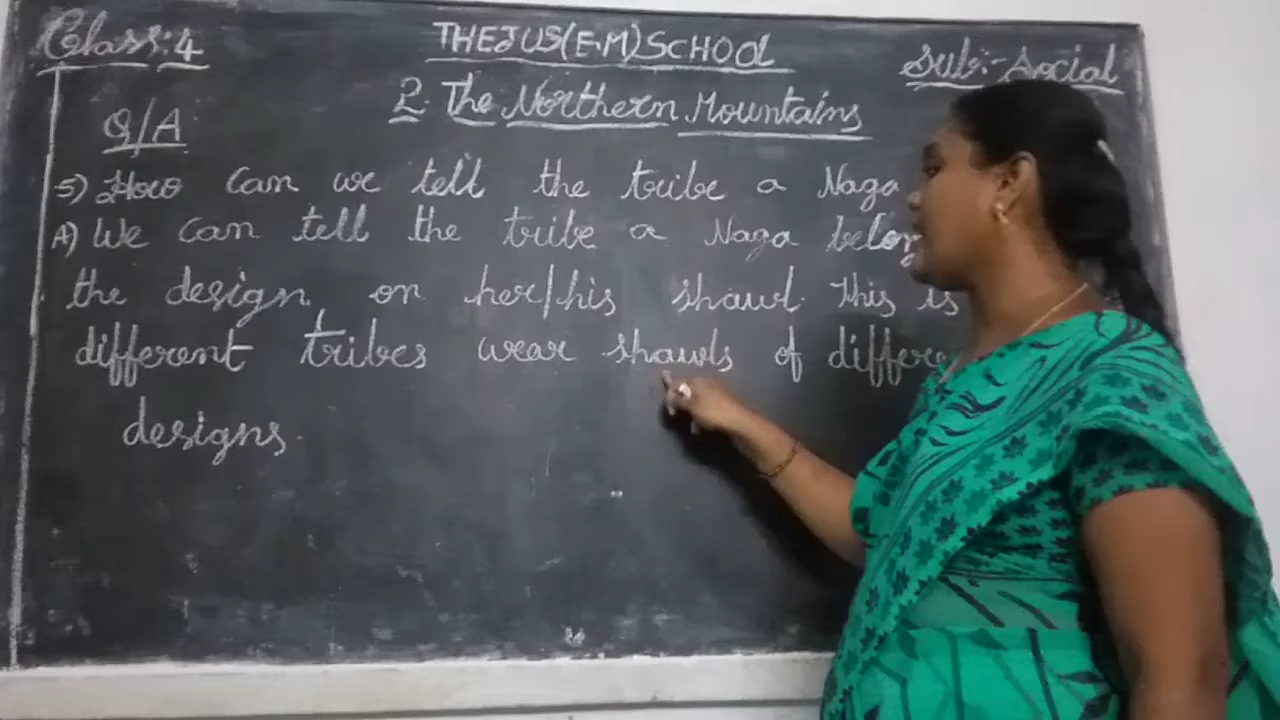 Class: 4
THEJUS(E.M) SCHOOL
Sub:- Social
2. The Northern Mountains
Q/A
5) How can we tell the tribe a Naga
A) We can tell the tribe a Naga
the design on her/his shawl. This is
different tribes wear shawls of
designs.